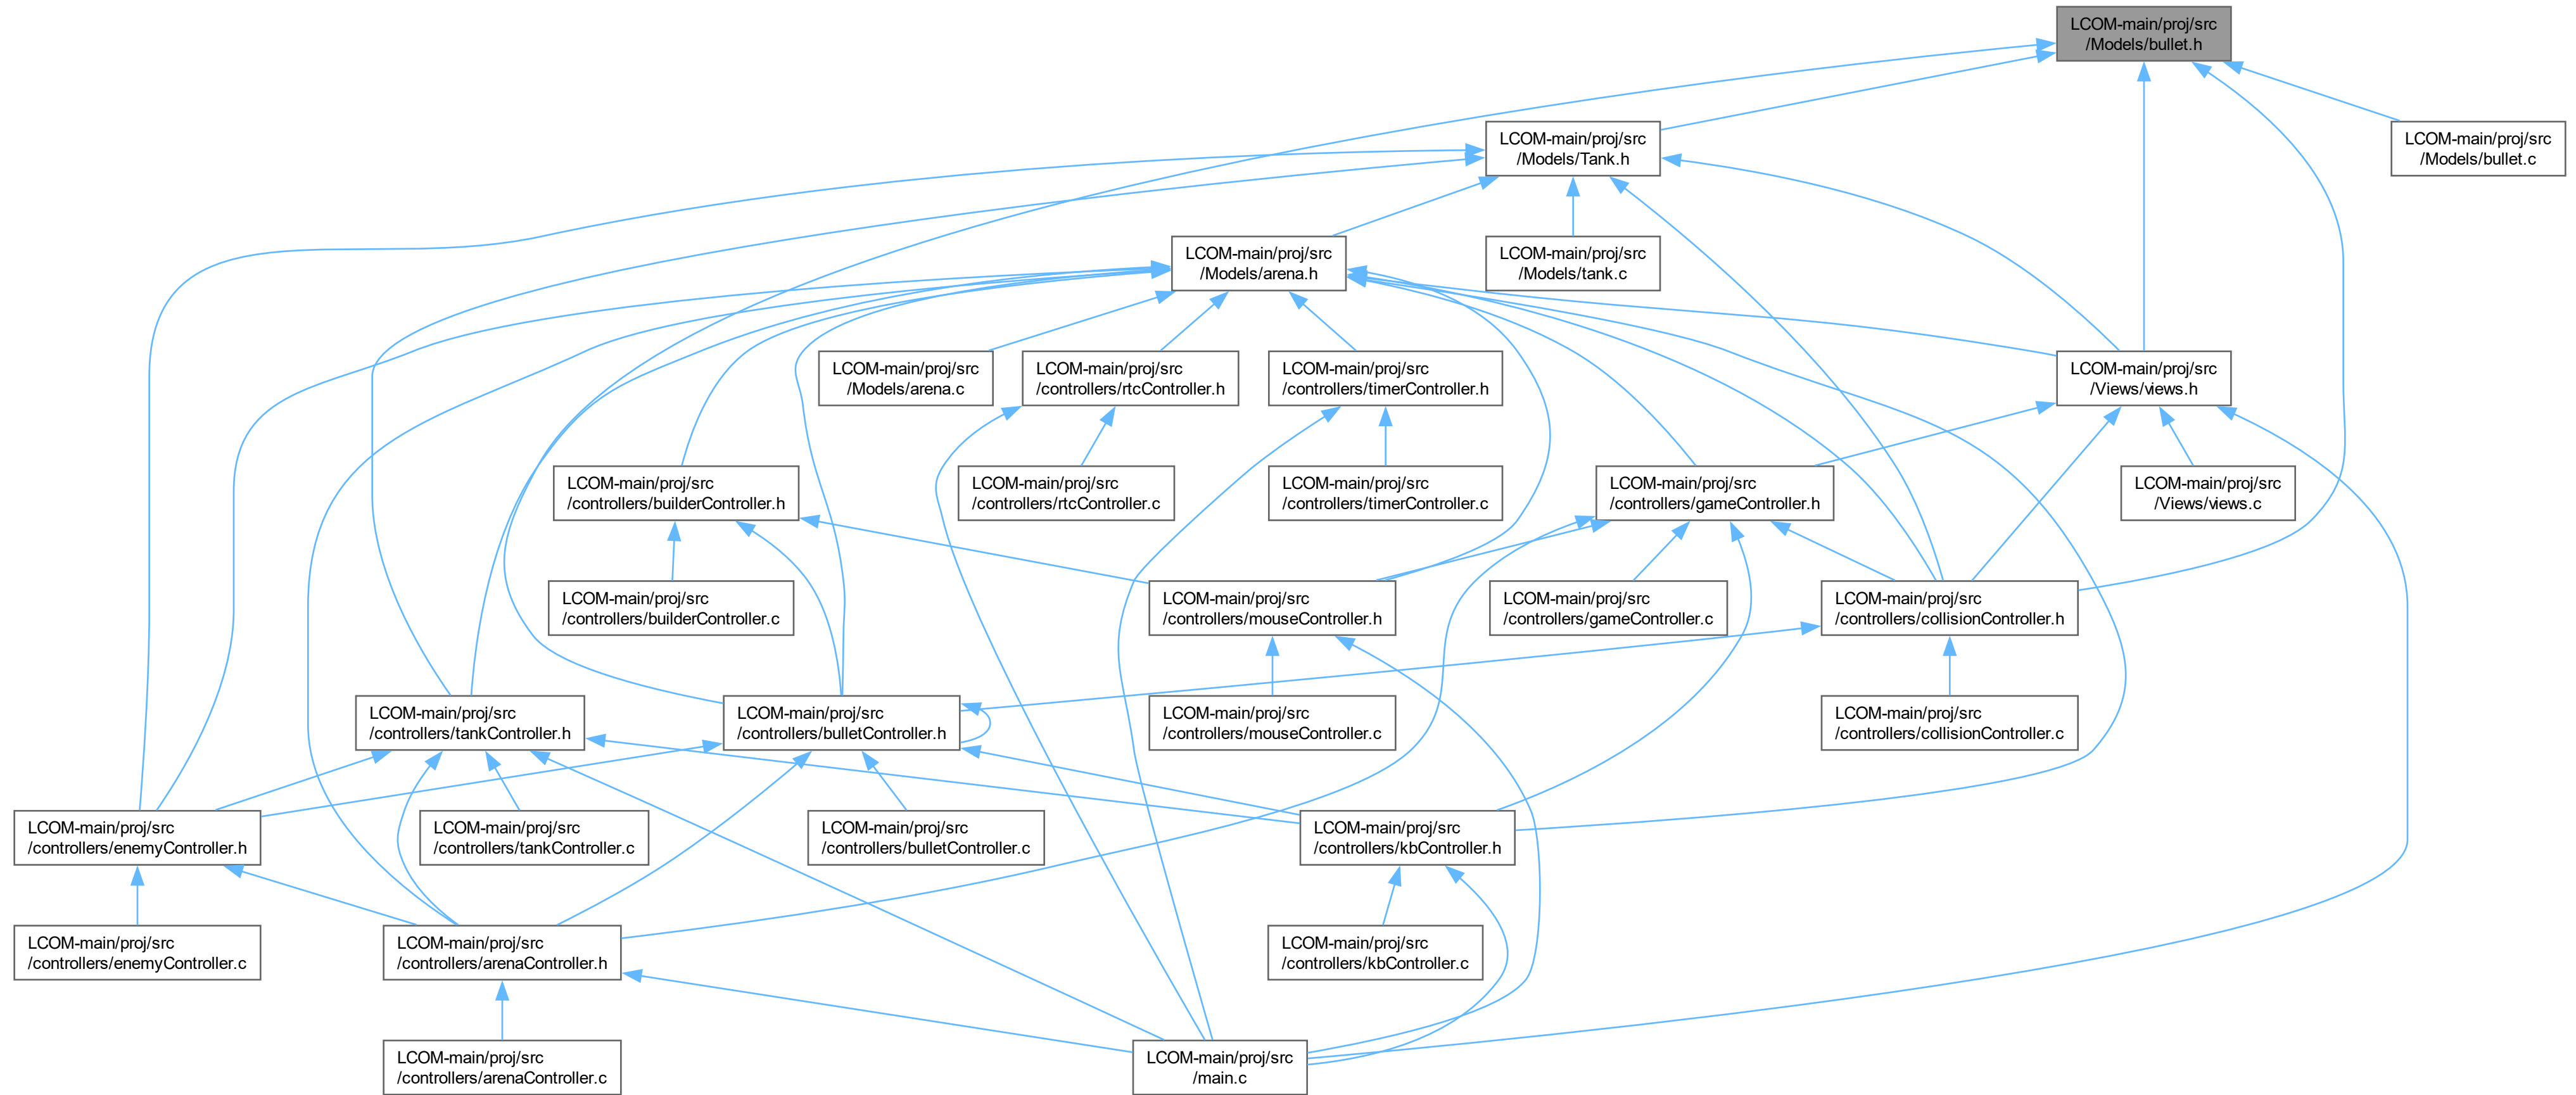 LCOM-main/proj/src
/Models/bullet.h
LCOM-main/proj/src
/Models/Tank.h
LCOM-main/proj/src
/Models/bullet.c
LCOM-main/proj/src
/Models/arena.h
LCOM-main/proj/src
/Models/tank.c
LCOM-main/proj/src
/Models/arena.c
LCOM-main/proj/src
/controllers/rtcController.h
LCOM-main/proj/src
/controllers/timerController.h
LCOM-main/proj/src
/Views/views.h
LCOM-main/proj/src
/controllers/builderController.h
LCOM-main/proj/src
/controllers/rtcController.c
LCOM-main/proj/src
/controllers/timerController.c
LCOM-main/proj/src
/controllers/gameController.h
LCOM-main/proj/src
/Views/views.c
LCOM-main/proj/src
/controllers/builderController.c
LCOM-main/proj/src
/controllers/mouseController.h
LCOM-main/proj/src
/controllers/gameController.c
LCOM-main/proj/src
/controllers/collisionController.h
LCOM-main/proj/src
/controllers/tankController.h
LCOM-main/proj/src
/controllers/bulletController.h
LCOM-main/proj/src
/controllers/mouseController.c
LCOM-main/proj/src
/controllers/collisionController.c
LCOM-main/proj/src
/controllers/enemyController.h
LCOM-main/proj/src
/controllers/tankController.c
LCOM-main/proj/src
/controllers/bulletController.c
LCOM-main/proj/src
/controllers/kbController.h
LCOM-main/proj/src
/controllers/enemyController.c
LCOM-main/proj/src
/controllers/arenaController.h
LCOM-main/proj/src
/controllers/kbController.c
LCOM-main/proj/src
/controllers/arenaController.c
LCOM-main/proj/src
/main.c